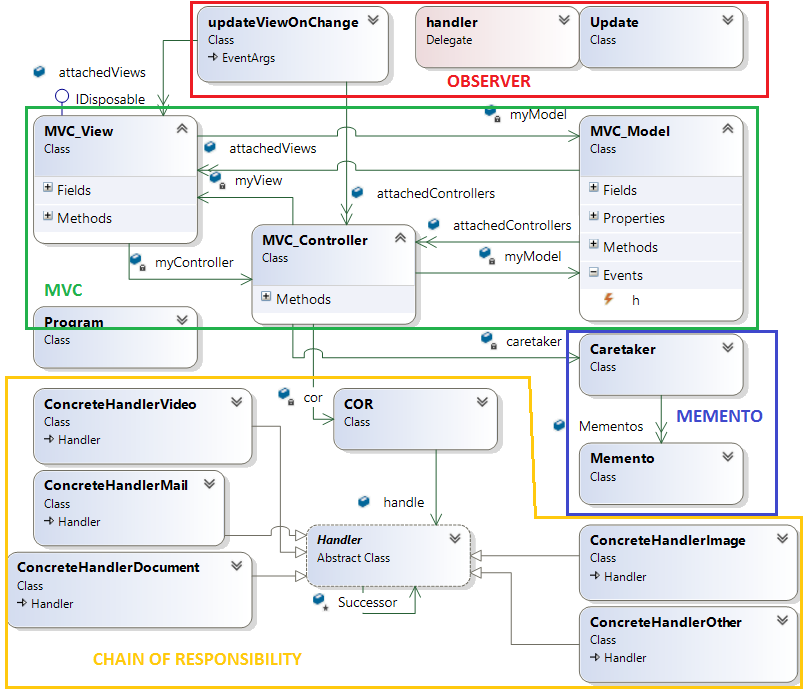 updateViewOnChange
Class
EventArgs
handler
Delegate
Update
Class
OBSERVER
attachedViews
IDisposable
MVC_View
Class
Fields
Methods
attachedViews
myView
myModel
MVC_Model
Class
Fields
Properties
Methods
Events
h
attachedControllers
attachedControllers
myModel
MVC_Controller
Class
Methods
myController
MVC
Program
Class
caretaker
Caretaker
Class
MEMENTO
Mementos
Memento
Class
cor
COR
Class
ConcreteHandlerVideo
Class
Handler
ConcreteHandlerMail
Class
Handler
handle
Handler
Abstract Class
Successor
ConcreteHandlerDocument
Class
Handler
ConcreteHandlerImage
Class
Handler
ConcreteHandlerOther
Class
Handler
CHAIN OF RESPONSIBILITY